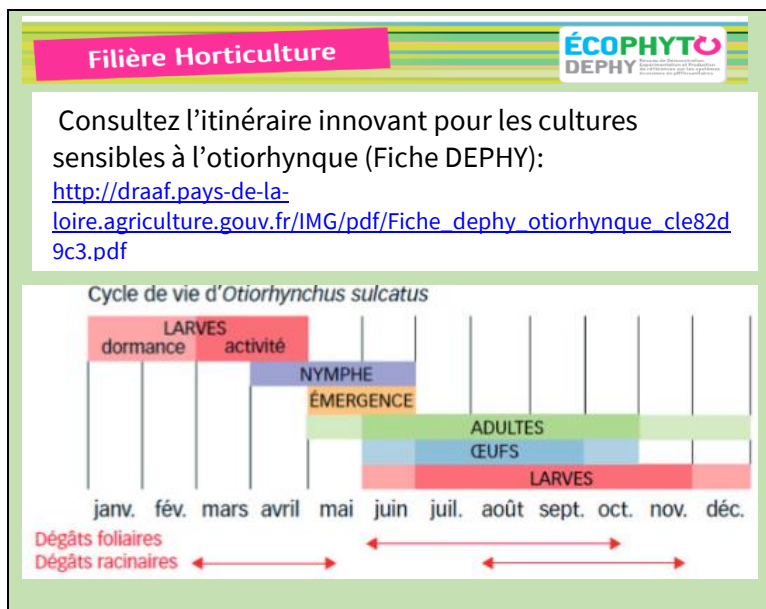 Filière Horticulture
ÉCOPHYTO
DEPHY
Consultez l’itinéraire innovant pour les cultures
sensibles à l’otiorhynque (Fiche DEPHY):
http://draaf.pays-de-la-
loire.agriculture.gouv.fr/IMG/pdf/Fiche_dephy_otiorhynque_cle82d
9c3.pdf
Cycle de vie d'Otiorhynchus sulcatus
LARVES
dormance activité
NYMPHE
ÉMERGENCE
ADULTES
ŒUFS
LARVES
janv. fév. mars avril mai juin juil. août sept. oct. nov. déc.
Dégâts foliaires
Dégâts racinaires